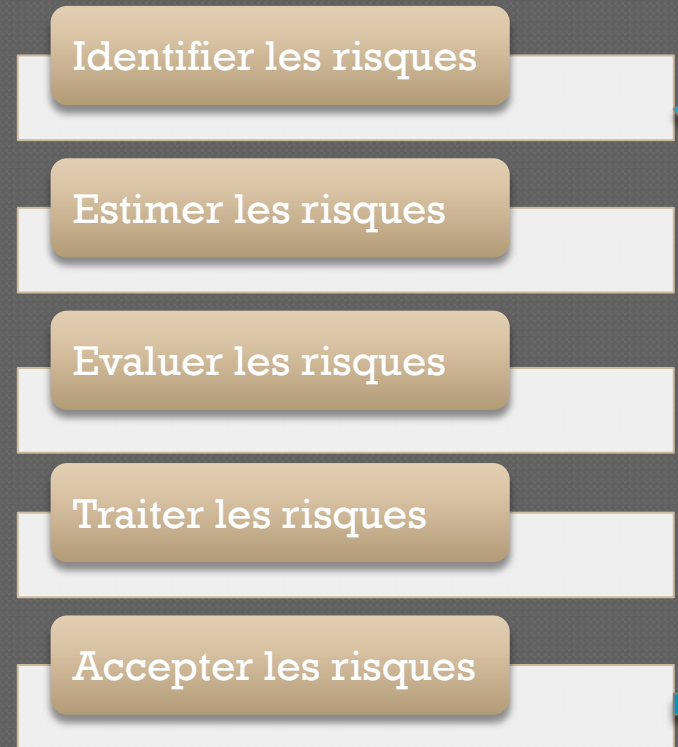 Identifier les risques
Estimer les risques
Evaluer les risques
Traiter les risques
Accepter les risques